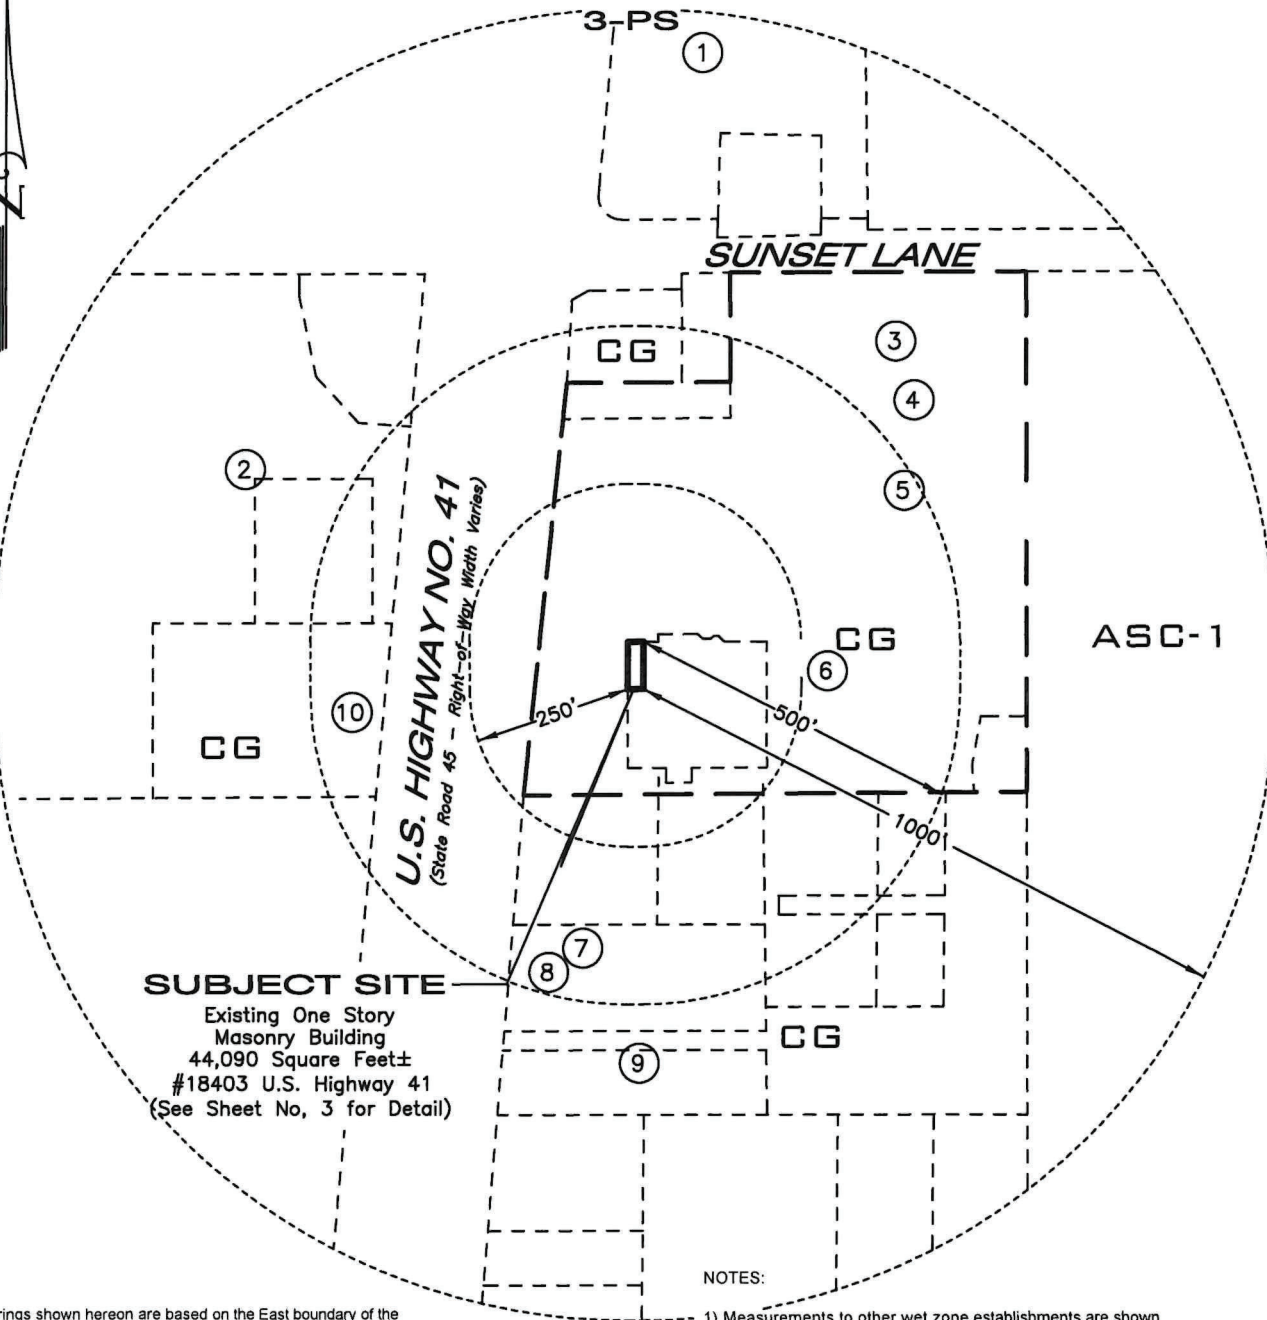 3-PS
1
SUNSET LANE
3
CG
4
2
5
U.S. HIGHWAY NO. 41
(State Road 45 - Right-of-Way Width Varies)
CG
ASC-1
6
250'
500'
10
CG
1000'
7
8
SUBJECT SITE
Existing One Story
Masonry Building
44,090 Square Feet±
#18403 U.S. Highway 41
(See Sheet No, 3 for Detail)
CG
9
NOTES:
rings shown hereon are based on the East boundary of the
1) Measurements to other wet zone establishments are shown